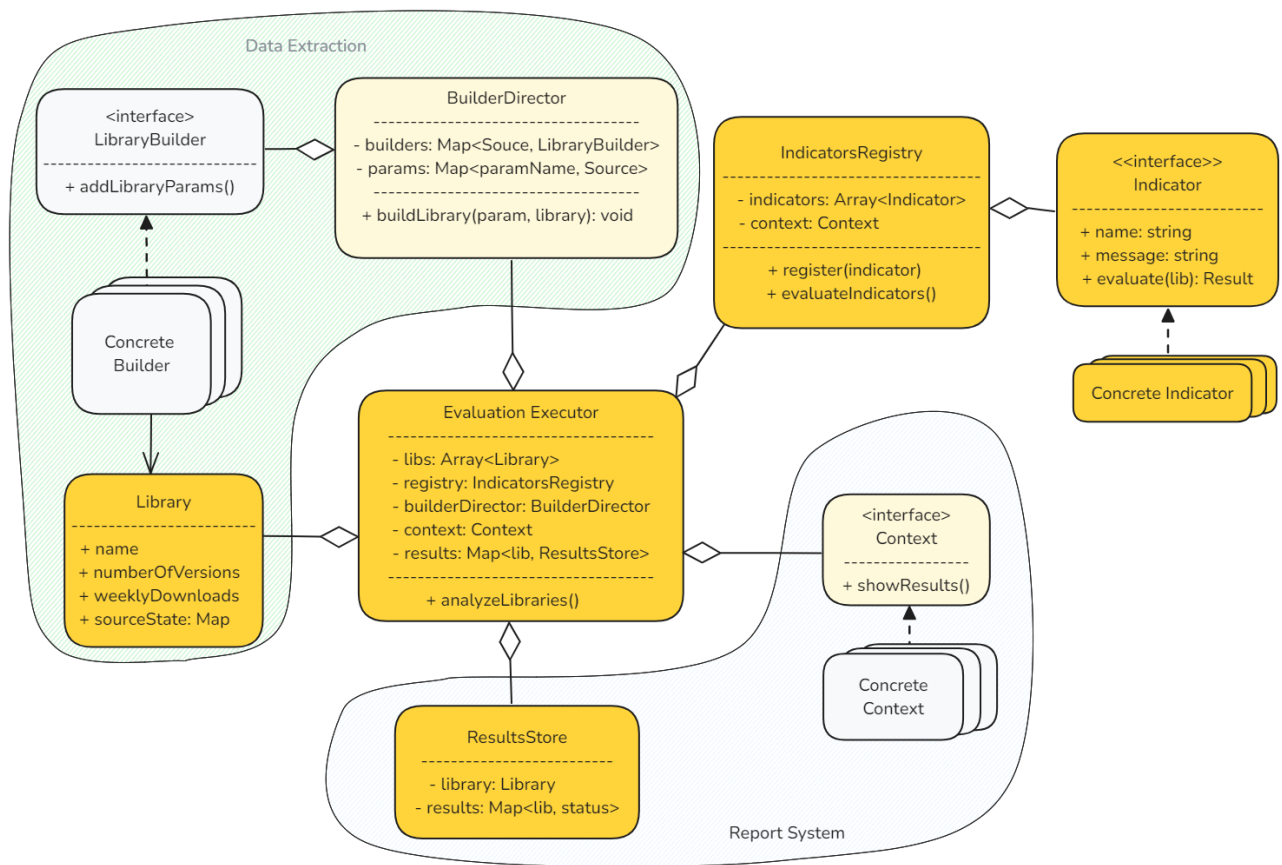 Data Extraction
<interface>
LibraryBuilder
+ addLibraryParams()
BuilderDirector
- builders: Map<Souce, LibraryBuilder>
- params: Map<paramName, Source>
+ buildLibrary(param, library): void
IndicatorsRegistry
- indicators: Array<Indicator>
- context: Context
+ register(indicator)
+ evaluateIndicators()
<<interface>>
Indicator
+ name: string
+ message: string
+ evaluate(lib): Result
Concrete
Builder
Concrete Indicator
Evaluation Executor
- libs: Array<Library>
- registry: IndicatorsRegistry
- builderDirector: BuilderDirector
- context: Context
- results: Map<lib, ResultsStore>
+ analyzeLibraries()
Library
+ name
+ numberOfVersions
+ weeklyDownloads
+ sourceState: Map
<interface>
Context
+ showResults()
Concrete
Context
ResultsStore
- library: Library
- results: Map<lib, status>
Report System